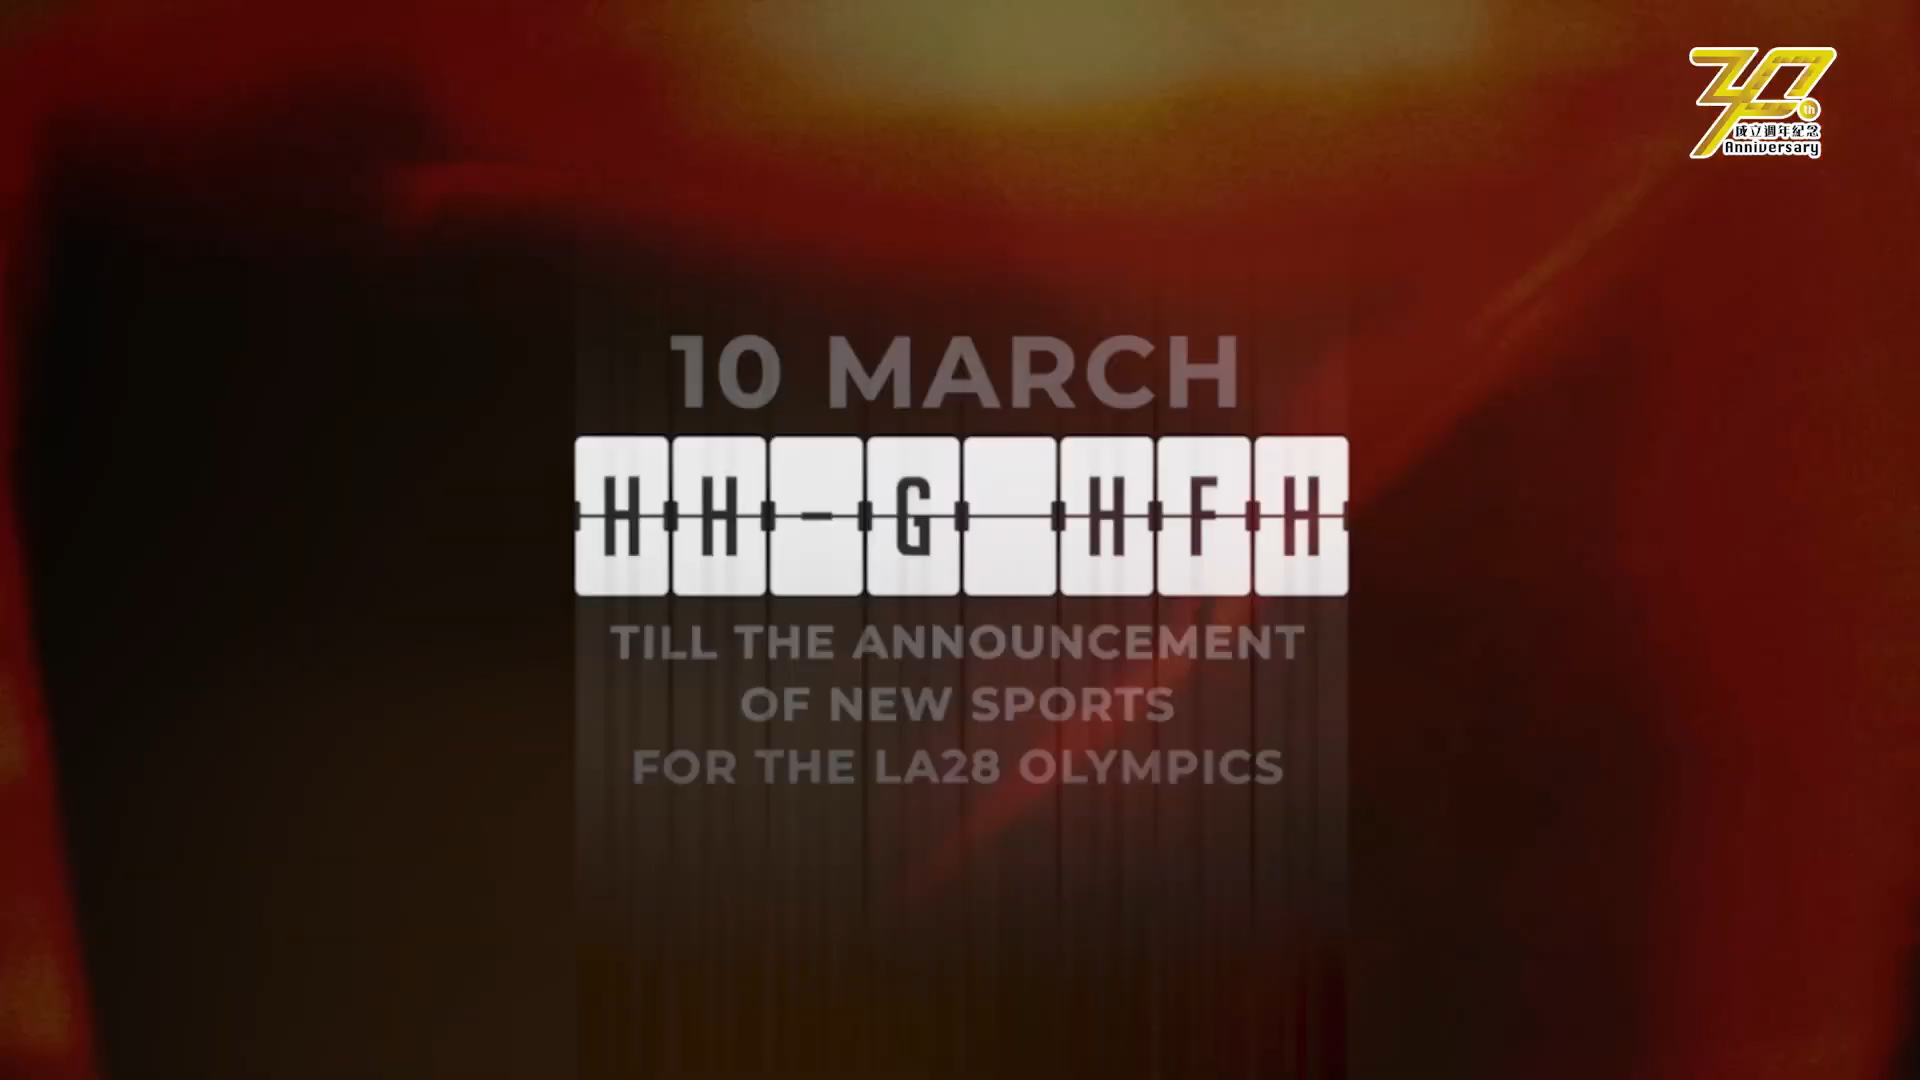 30th
成立週年紀念
Anniversary
10 MARCH
HH-G HFH
TILL THE ANNOUNCEMENT
OF NEW SPORTS
FOR THE LA28 OLYMPICS